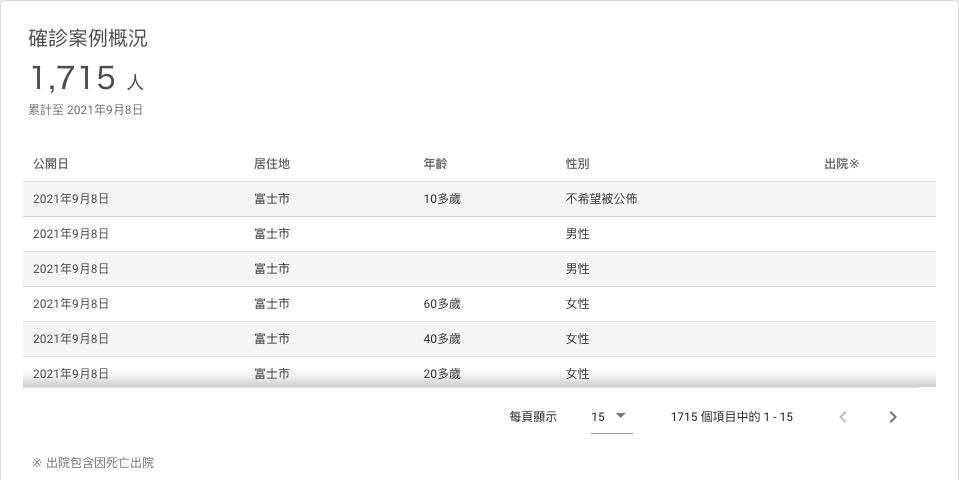 確診案例概況
1,715 人
累計至 2021年9月8日
公開日 居住地 年齡 性別 出院※
2021年9月8日 富士市 10多歲 不希望被公佈
2021年9月8日 富士市 男性
2021年9月8日 富士市 男性
2021年9月8日 富士市 60多歲 女性
2021年9月8日 富士市 40多歲 女性
2021年9月8日 富士市 20多歲 女性
每頁顯示 15 1715 個項目中的 1 - 15
※ 出院包含因死亡出院